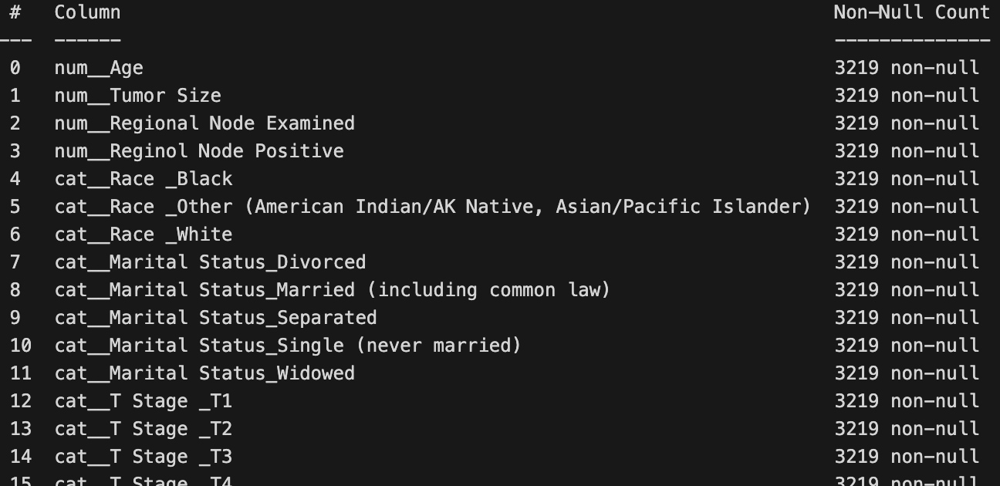 # Column Non-Null Count
--- ------ --------------
0 num__Age 3219 non-null
1 num__Tumor Size 3219 non-null
2 num__Regional Node Examined 3219 non-null
3 num__Reginol Node Positive 3219 non-null
4 cat__Race _Black 3219 non-null
5 cat__Race _Other (American Indian/AK Native, Asian/Pacific Islander) 3219 non-null
6 cat__Race _White 3219 non-null
7 cat__Marital Status_Divorced 3219 non-null
8 cat__Marital Status_Married (including common law) 3219 non-null
9 cat__Marital Status_Separated 3219 non-null
10 cat__Marital Status_Single (never married) 3219 non-null
11 cat__Marital Status_Widowed 3219 non-null
12 cat__T Stage _T1 3219 non-null
13 cat__T Stage _T2 3219 non-null
14 cat__T Stage _T3 3219 non-null
15 cat__T Stage _T4 3219 non-null